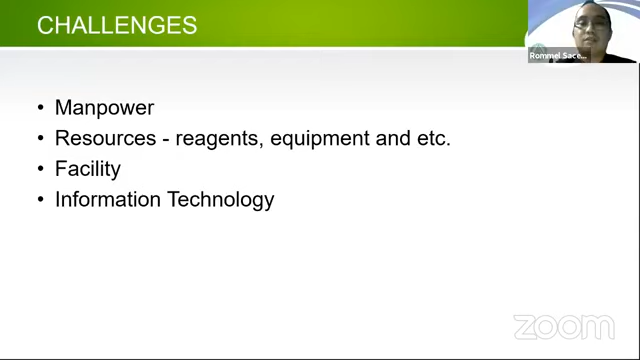 CHALLENGES
Rommel Sace...
• Manpower
• Resources - reagents, equipment and etc.
• Facility
• Information Technology
zoom